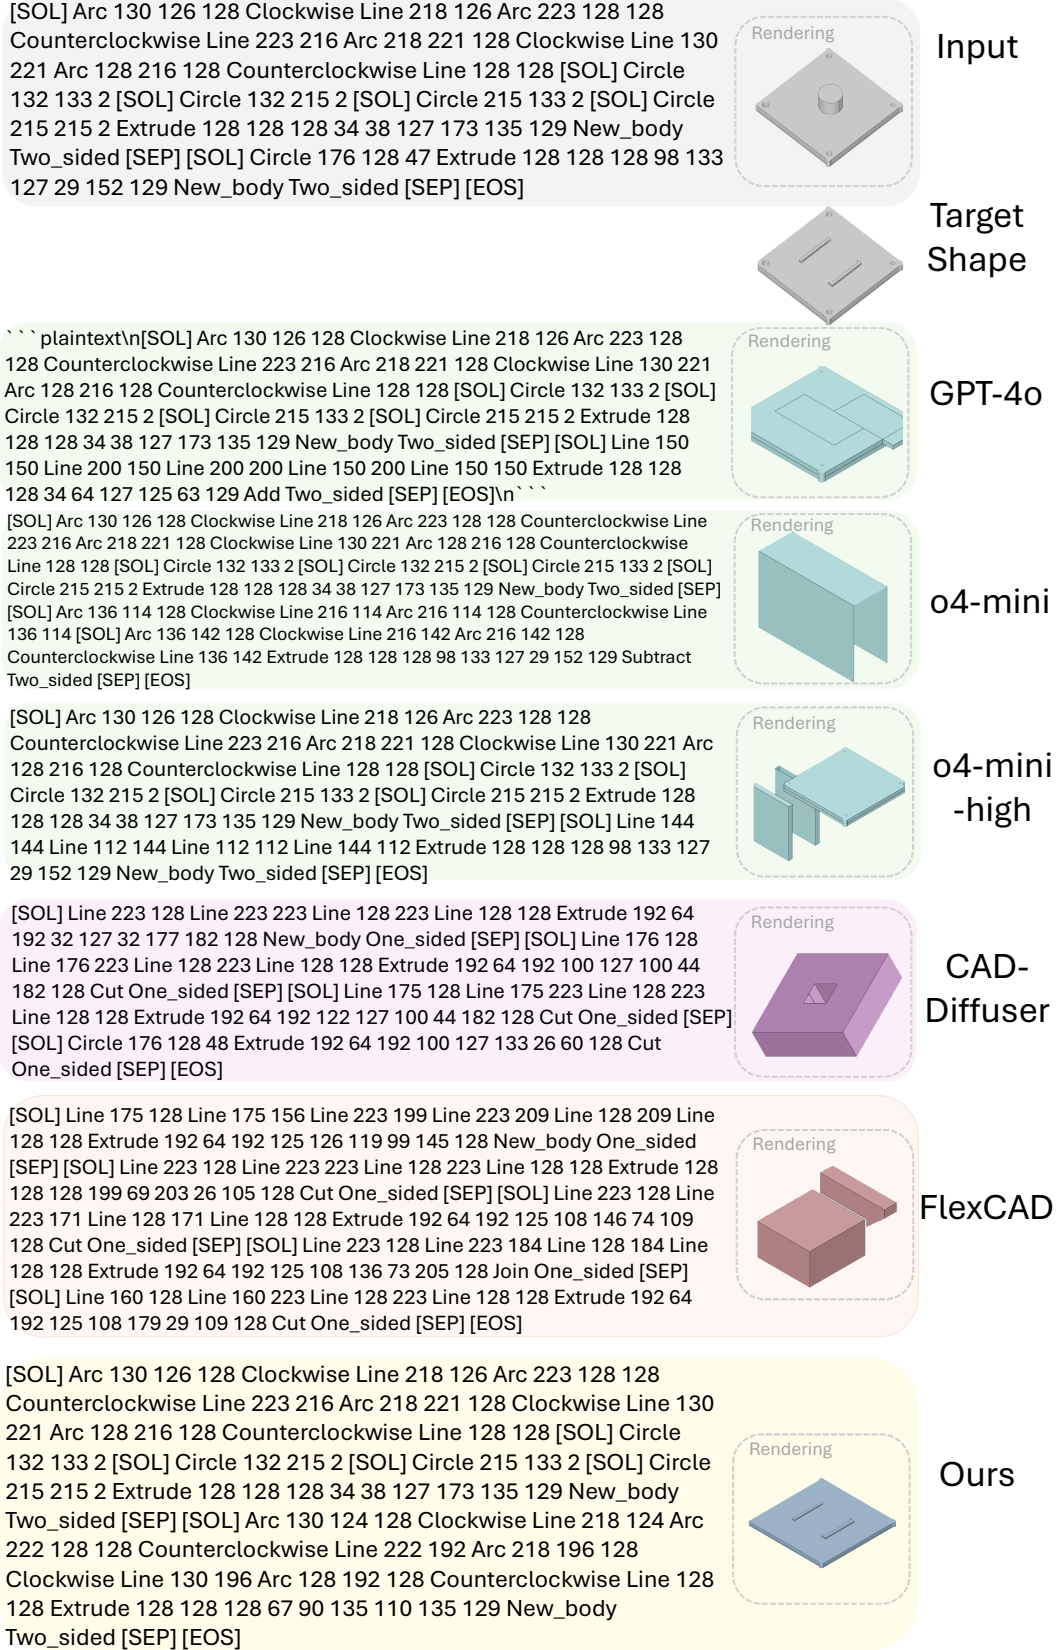 [SOL] Arc 130 126 128 Clockwise Line 218 126 Arc 223 128 128
Counterclockwise Line 223 216 Arc 218 221 128 Clockwise Line 130
221 Arc 128 216 128 Counterclockwise Line 128 128 [SOL] Circle
132 133 2 [SOL] Circle 132 215 2 [SOL] Circle 215 133 2 [SOL] Circle
215 215 2 Extrude 128 128 128 34 38 127 173 135 129 New_body
Two_sided [SEP] [SOL] Circle 176 128 47 Extrude 128 128 128 98 133
127 29 152 129 New_body Two_sided [SEP] [EOS]
Rendering
Input
Target
Shape
```plaintext\n[SOL] Arc 130 126 128 Clockwise Line 218 126 Arc 223 128
128 Counterclockwise Line 223 216 Arc 218 221 128 Clockwise Line 130 221
Arc 128 216 128 Counterclockwise Line 128 128 [SOL] Circle 132 133 2 [SOL]
Circle 132 215 2 [SOL] Circle 215 133 2 [SOL] Circle 215 215 2 Extrude 128
128 128 34 38 127 173 135 129 New_body Two_sided [SEP] [SOL] Line 150
150 Line 200 150 Line 200 200 Line 150 200 Line 150 150 Extrude 128 128
128 34 64 127 125 63 129 Add Two_sided [SEP] [EOS]\n```
Rendering
GPT-4o
[SOL] Arc 130 126 128 Clockwise Line 218 126 Arc 223 128 128 Counterclockwise Line
223 216 Arc 218 221 128 Clockwise Line 130 221 Arc 128 216 128 Counterclockwise
Line 128 128 [SOL] Circle 132 133 2 [SOL] Circle 132 215 2 [SOL] Circle 215 133 2 [SOL]
Circle 215 215 2 Extrude 128 128 128 34 38 127 173 135 129 New_body Two_sided [SEP]
[SOL] Arc 136 114 128 Clockwise Line 216 114 Arc 216 114 128 Counterclockwise Line
136 114 [SOL] Arc 136 142 128 Clockwise Line 216 142 Arc 216 142 128
Counterclockwise Line 136 142 Extrude 128 128 128 98 133 127 29 152 129 Subtract
Two_sided [SEP] [EOS]
Rendering
o4-mini
[SOL] Arc 130 126 128 Clockwise Line 218 126 Arc 223 128 128
Counterclockwise Line 223 216 Arc 218 221 128 Clockwise Line 130 221 Arc
128 216 128 Counterclockwise Line 128 128 [SOL] Circle 132 133 2 [SOL]
Circle 132 215 2 [SOL] Circle 215 133 2 [SOL] Circle 215 215 2 Extrude 128
128 128 34 38 127 173 135 129 New_body Two_sided [SEP] [SOL] Line 144
144 Line 112 144 Line 112 112 Line 144 112 Extrude 128 128 128 98 133 127
29 152 129 New_body Two_sided [SEP] [EOS]
Rendering
o4-mini
-high
[SOL] Line 223 128 Line 223 223 Line 128 223 Line 128 128 Extrude 192 64
192 32 127 32 177 182 128 New_body One_sided [SEP] [SOL] Line 176 128
Line 176 223 Line 128 223 Line 128 128 Extrude 192 64 192 100 127 100 44
182 128 Cut One_sided [SEP] [SOL] Line 175 128 Line 175 223 Line 128 223
Line 128 128 Extrude 192 64 192 122 127 100 44 182 128 Cut One_sided [SEP]
[SOL] Circle 176 128 48 Extrude 192 64 192 100 127 133 26 60 128 Cut
One_sided [SEP] [EOS]
Rendering
CAD-
Diffuser
[SOL] Line 175 128 Line 175 156 Line 223 199 Line 223 209 Line 128 209 Line
128 128 Extrude 192 64 192 125 126 119 99 145 128 New_body One_sided
[SEP] [SOL] Line 223 128 Line 223 223 Line 128 223 Line 128 128 Extrude 128
128 128 199 69 203 26 105 128 Cut One_sided [SEP] [SOL] Line 223 128 Line
223 171 Line 128 171 Line 128 128 Extrude 192 64 192 125 108 146 74 109
128 Cut One_sided [SEP] [SOL] Line 223 128 Line 223 184 Line 128 184 Line
128 128 Extrude 192 64 192 125 108 136 73 205 128 Join One_sided [SEP]
[SOL] Line 160 128 Line 160 223 Line 128 223 Line 128 128 Extrude 192 64
192 125 108 179 29 109 128 Cut One_sided [SEP] [EOS]
Rendering
FlexCAD
[SOL] Arc 130 126 128 Clockwise Line 218 126 Arc 223 128 128
Counterclockwise Line 223 216 Arc 218 221 128 Clockwise Line 130
221 Arc 128 216 128 Counterclockwise Line 128 128 [SOL] Circle
132 133 2 [SOL] Circle 132 215 2 [SOL] Circle 215 133 2 [SOL] Circle
215 215 2 Extrude 128 128 128 34 38 127 173 135 129 New_body
Two_sided [SEP] [SOL] Arc 130 124 128 Clockwise Line 218 124 Arc
222 128 128 Counterclockwise Line 222 192 Arc 218 196 128
Clockwise Line 130 196 Arc 128 192 128 Counterclockwise Line 128
128 Extrude 128 128 128 67 90 135 110 135 129 New_body
Two_sided [SEP] [EOS]
Rendering
Ours